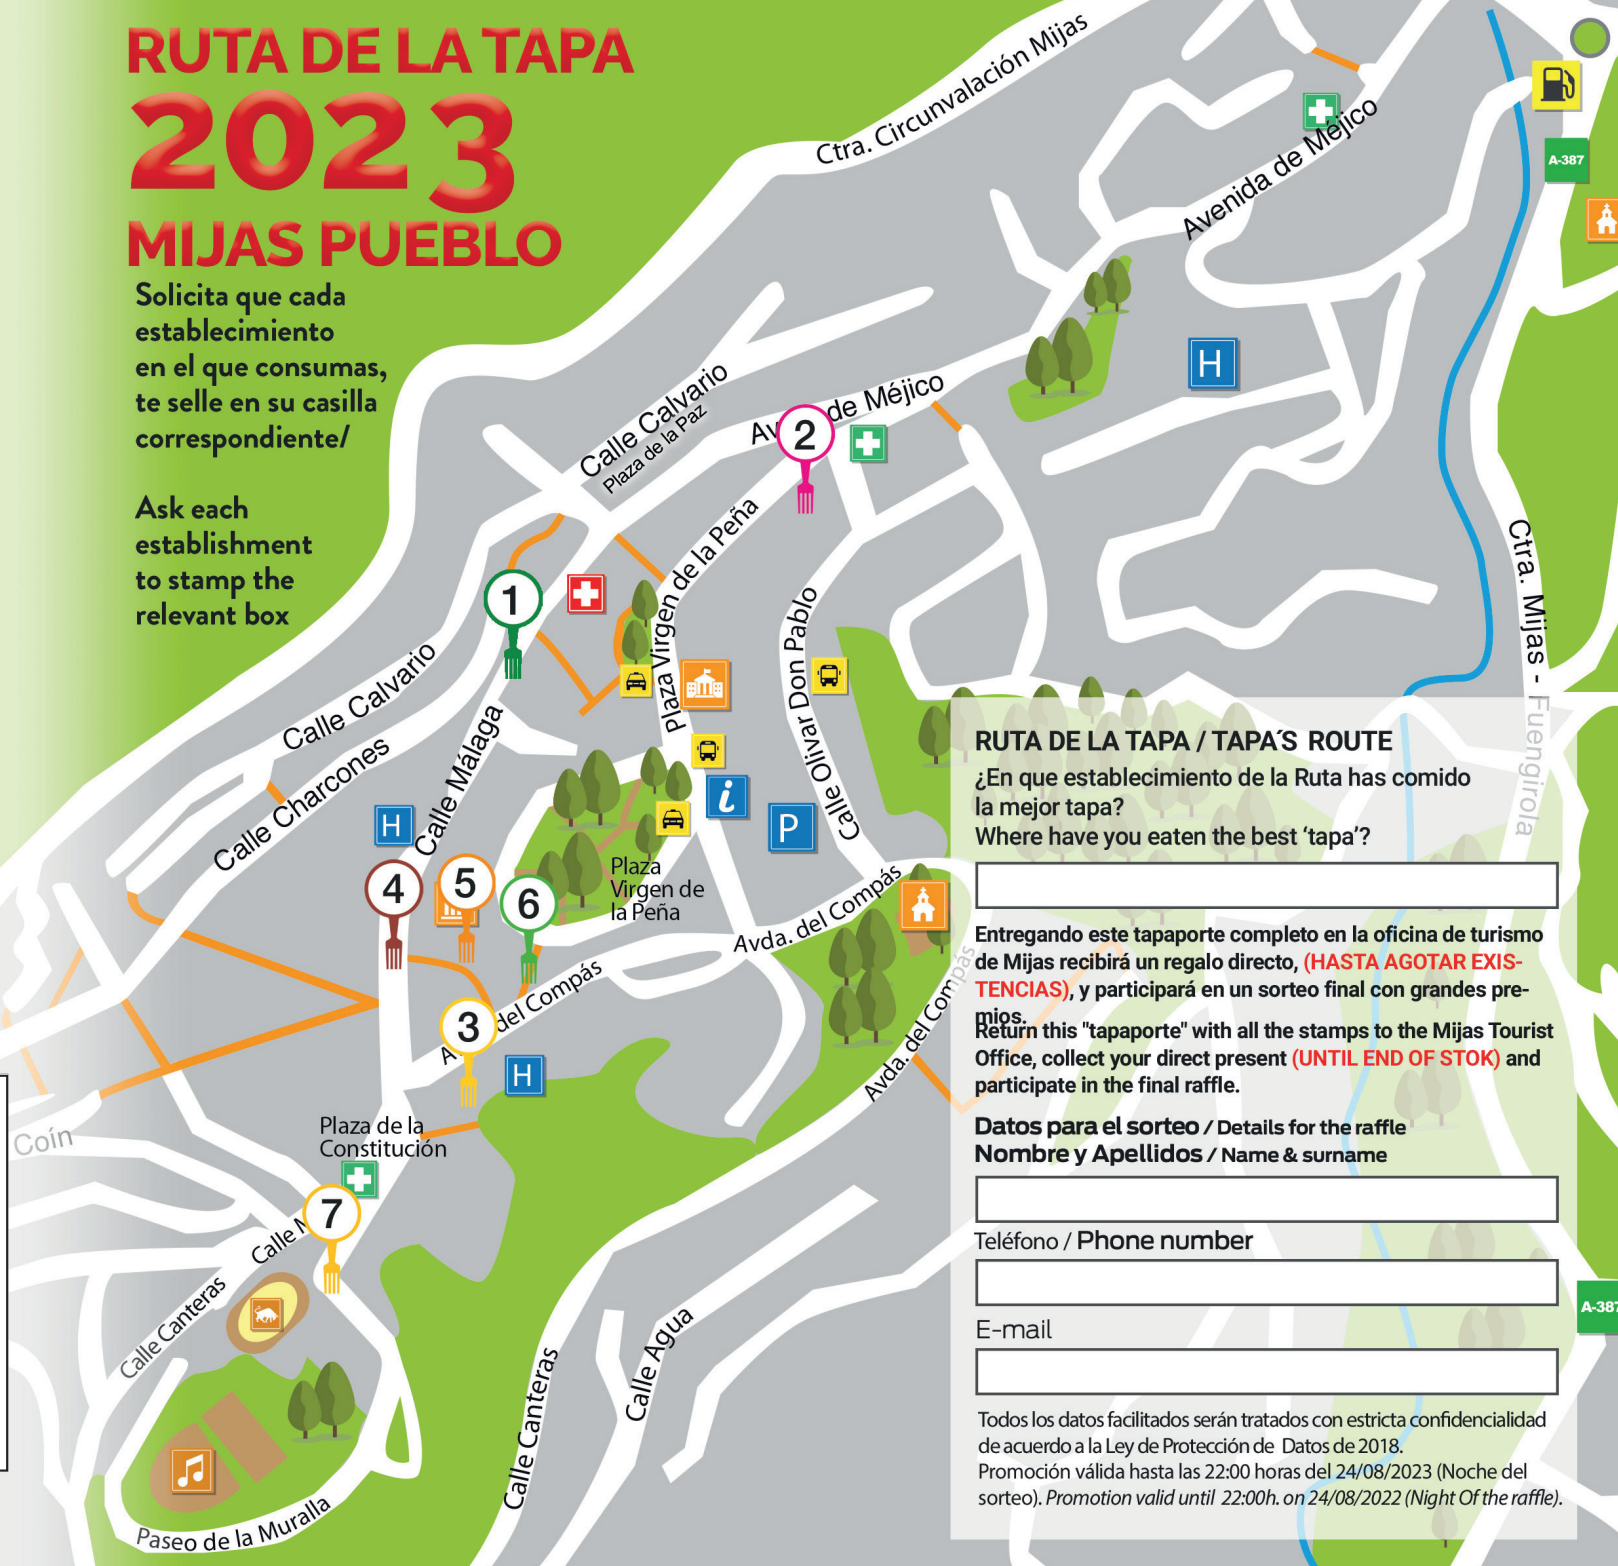 RUTA DE LA TAPA
2023
MIJAS PUEBLO
Solicita que cada
establecimiento
en el que consumas,
te selle en su casilla
correspondiente/
Ask each
establishment
to stamp the
relevant box
Ctra. Circunvalación Mijas
Avenida de Méjico
A-387
H
Calle Calvario
Plaza de la Paz
Av
de Méjico
2
Plaza Virgen de la Peña
1
Calle Olivar Don Pablo
Ctra. Mijas - Fuengirola
Calle Calvario
Calle Charcones
Calle Málaga
H
i
P
4
5
6
Plaza
Virgen de
la Peña
Avda. del Compás
3
A
del Compás
H
Avda. del Compás
Coín
Plaza de la
Constitución
7
Calle M
Calle Canteras
Paseo de la Muralla
Calle Canteras
Calle Agua
RUTA DE LA TAPA / TAPA´S ROUTE
¿En que establecimiento de la Ruta has comido
la mejor tapa?
Where have you eaten the best ‘tapa’?
Entregando este tapaporte completo en la oficina de turismo
de Mijas recibirá un regalo directo, (HASTA AGOTAR EXIS-
TENCIAS), y participará en un sorteo final con grandes pre-
mios.
Return this "tapaporte" with all the stamps to the Mijas Tourist
Office, collect your direct present (UNTIL END OF STOK) and
participate in the final raffle.
Datos para el sorteo / Details for the raffle
Nombre y Apellidos / Name & surname
Teléfono / Phone number
E-mail
A-387
Todos los datos facilitados serán tratados con estricta confidencialidad
de acuerdo a la Ley de Protección de Datos de 2018.
Promoción válida hasta las 22:00 horas del 24/08/2023 (Noche del
sorteo). Promotion valid until 22:00h. on 24/08/2022 (Night Of the raffle).